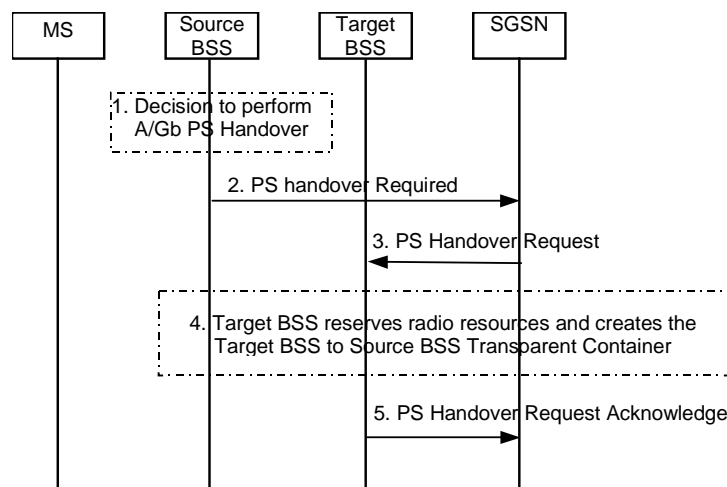 MS
Source
BSS
Target
BSS
SGSN
1. Decision to perform
A/Gb PS Handover
2. PS handover Required
3. PS Handover Request
4. Target BSS reserves radio resources and creates the
Target BSS to Source BSS Transparent Container
5. PS Handover Request Acknowledge